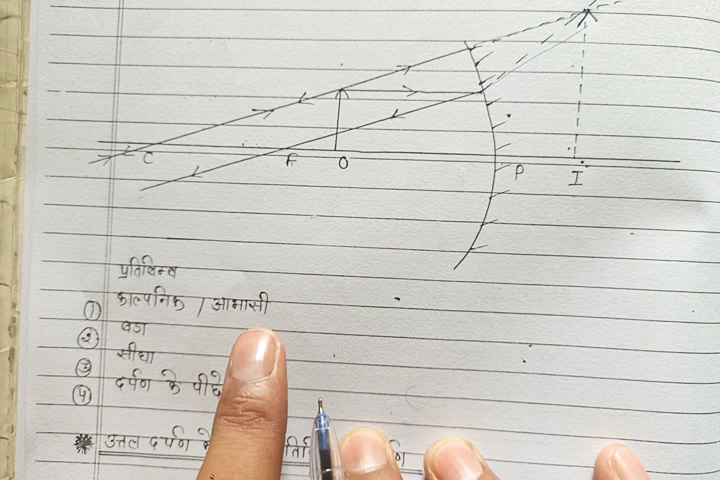 C F O P I
प्रतिबिम्ब
① काल्पनिक / आभासी
② बडा
③ सीधा
④ दर्पण के पीछे
उत्तल दर्पण